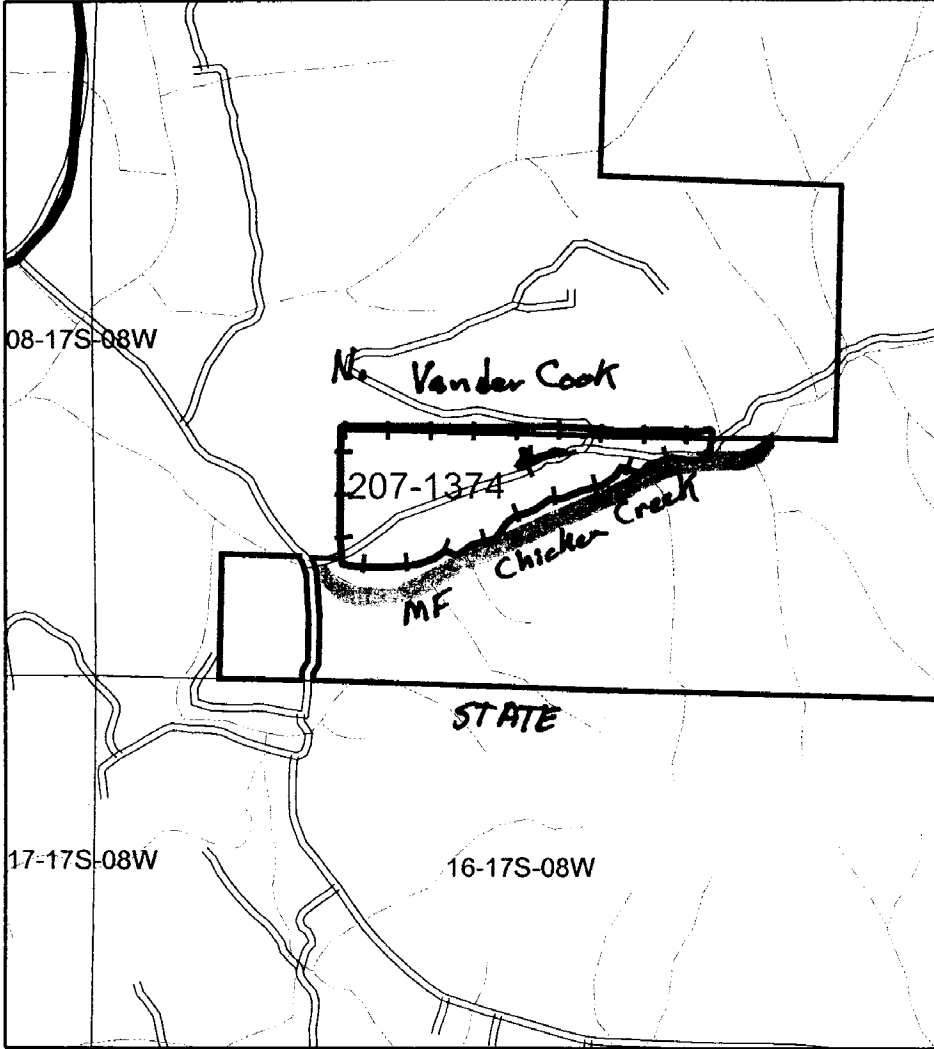 08-17S-08W
N. Vander Cook
207-1374
Chicken Creek
MF
STATE
17-17S-08W
16-17S-08W